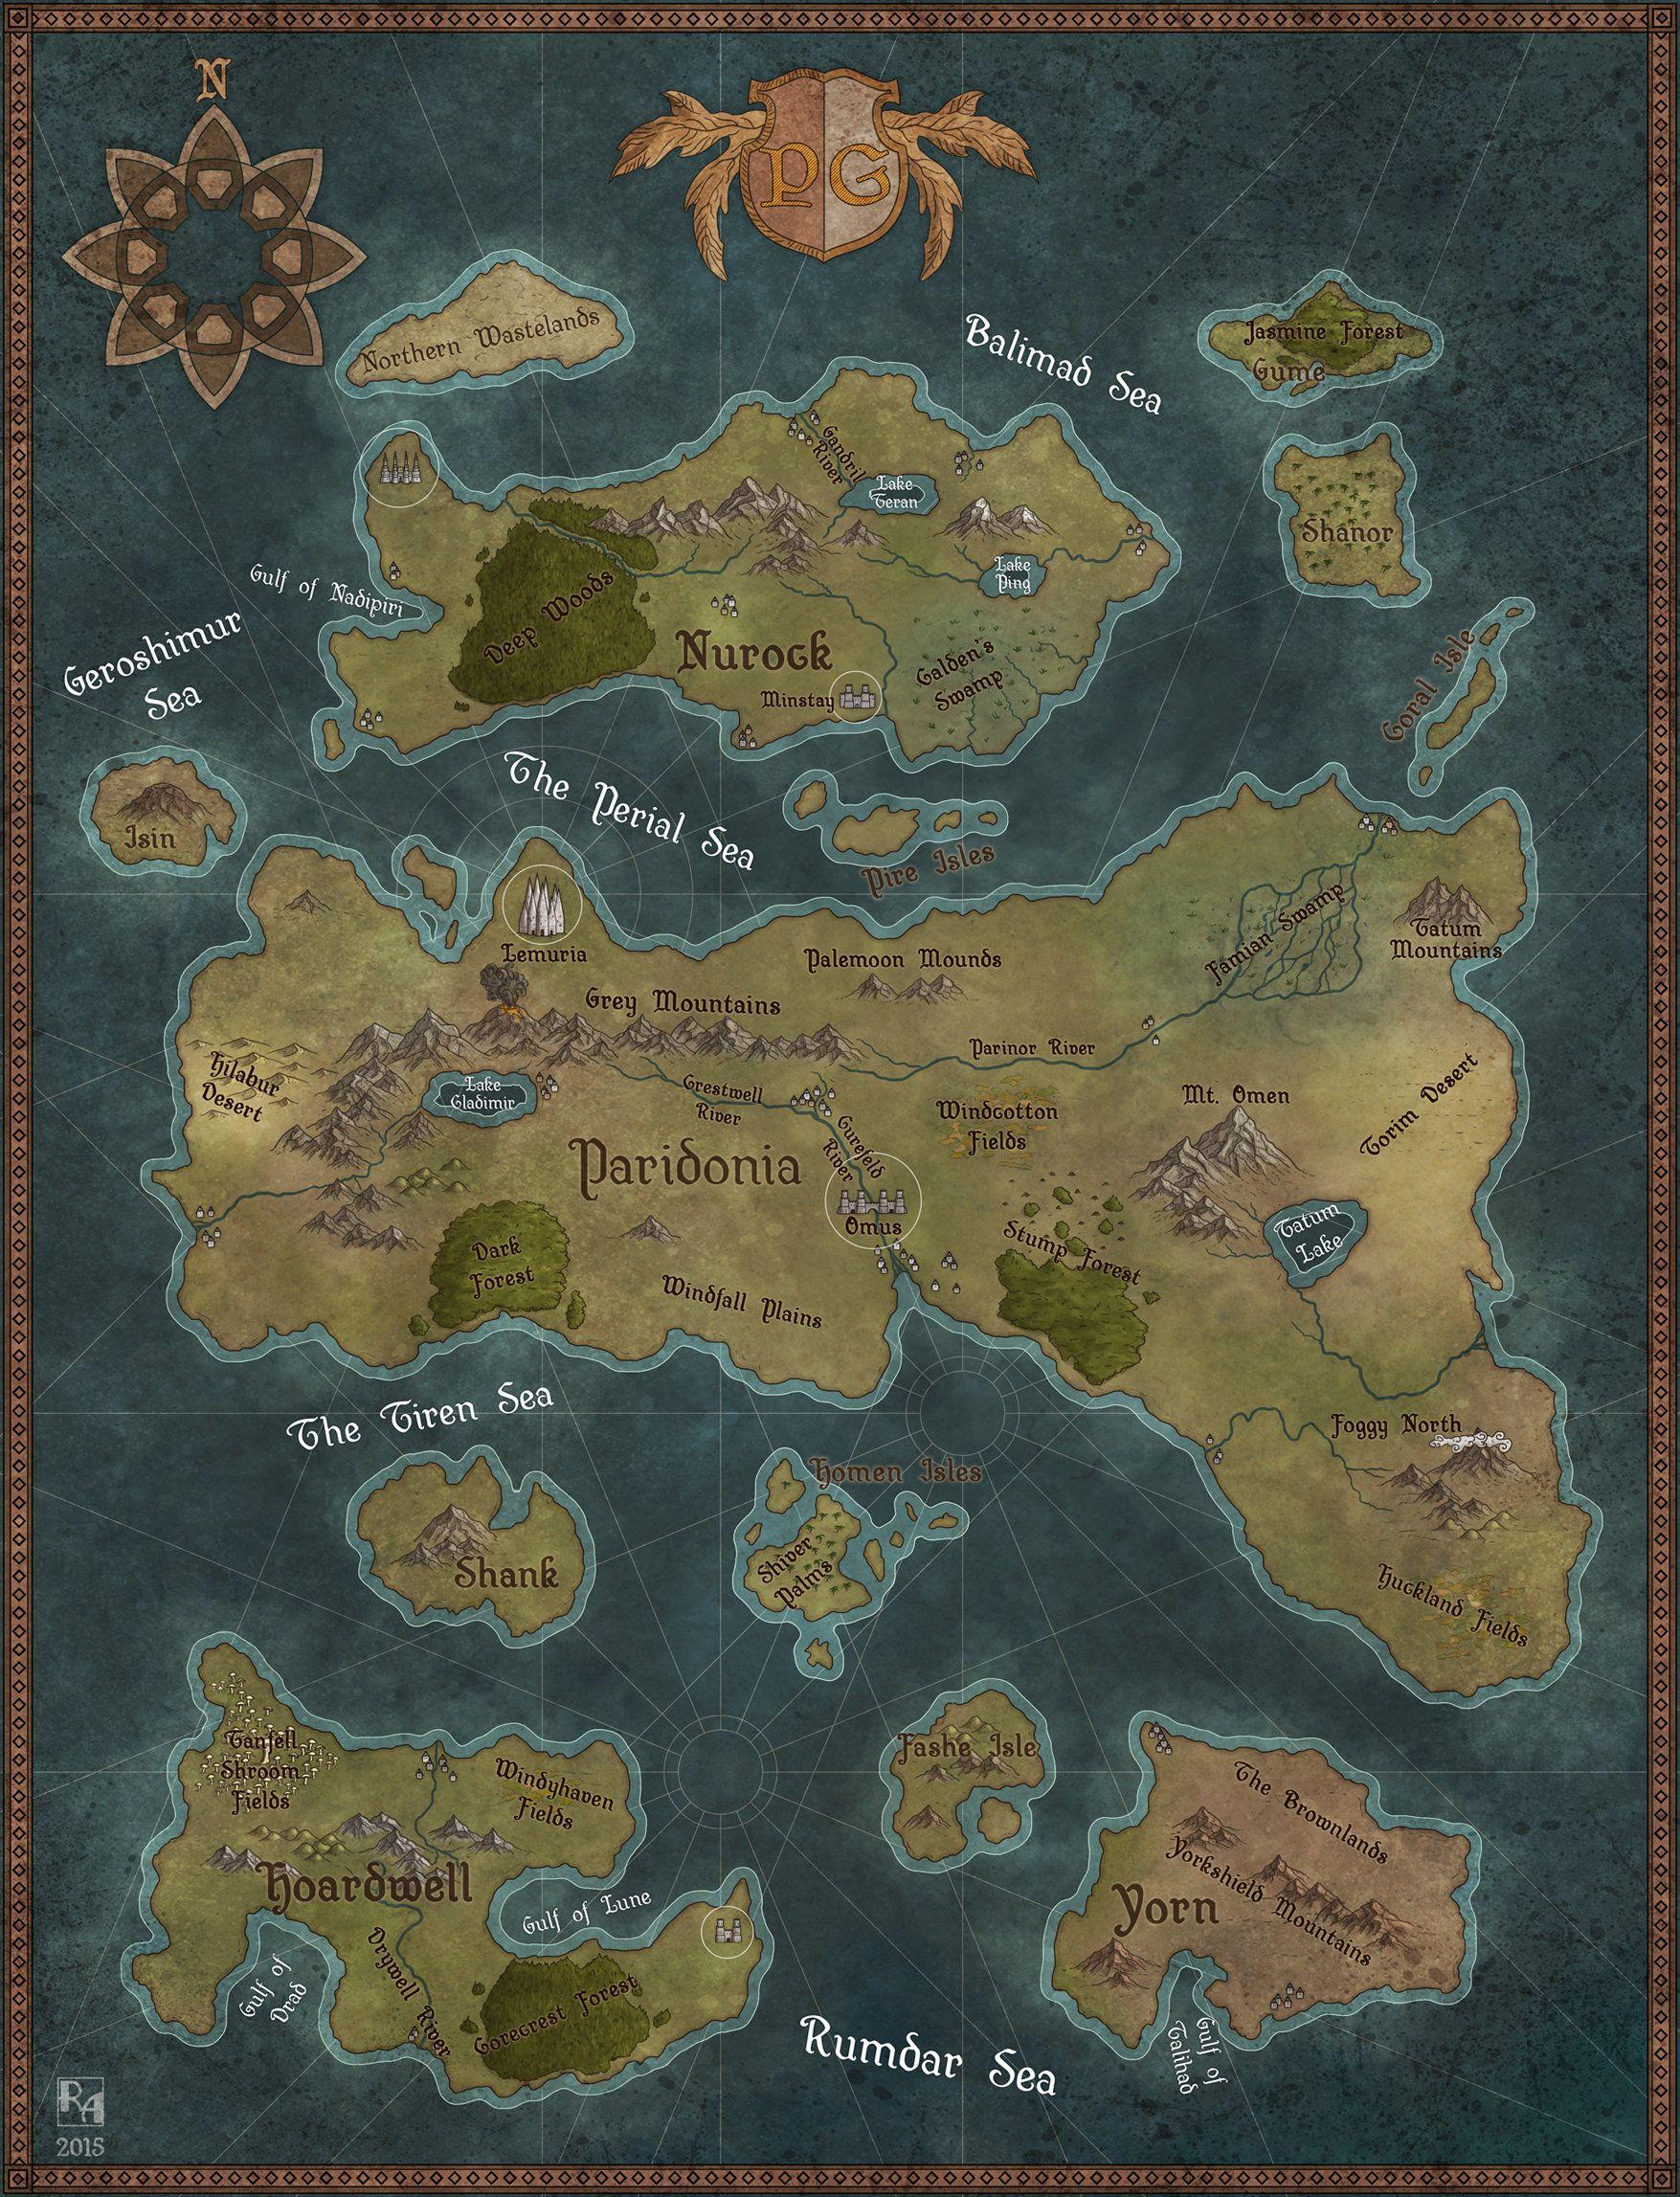 N
PG
Northern Wastelands
Balimad Sea
Jasmine Forest
Gume
Gandril
River
Lake
Teran
Shanor
Lake
Ping
Gulf of Nadipiri
Deep Woods
Nurock
Galden's
Swamp
Minstay
Geroshimur
Sea
Coral Isle
The Perial Sea
Isin
Pire Isles
Lemuria
Palemoon Mounds
Famian Swamp
Tatum
Mountains
Grey Mountains
Parinor River
Hilabur
Desert
Lake
Cladimir
Crestwell
River
Windcotton
Fields
Mt. Omen
Torim Desert
Gurefeld
River
Paridonia
Omus
Tatum
Lake
Dark
Forest
Stump Forest
Windfall Plains
The Tiren Sea
Foggy North
Homen Isles
Shank
Shiver
Palms
Huckland Fields
Tanfell
Shroom
Fields
Windyhaven
Fields
Fashe Isle
The Brownlands
Yorkshield Mountains
Hoardwell
Yorn
Gulf of Lune
Drywell River
Gulf of
Drad
Gorecrest Forest
Rumdar Sea
Gulf of
Talihad
RA
2015